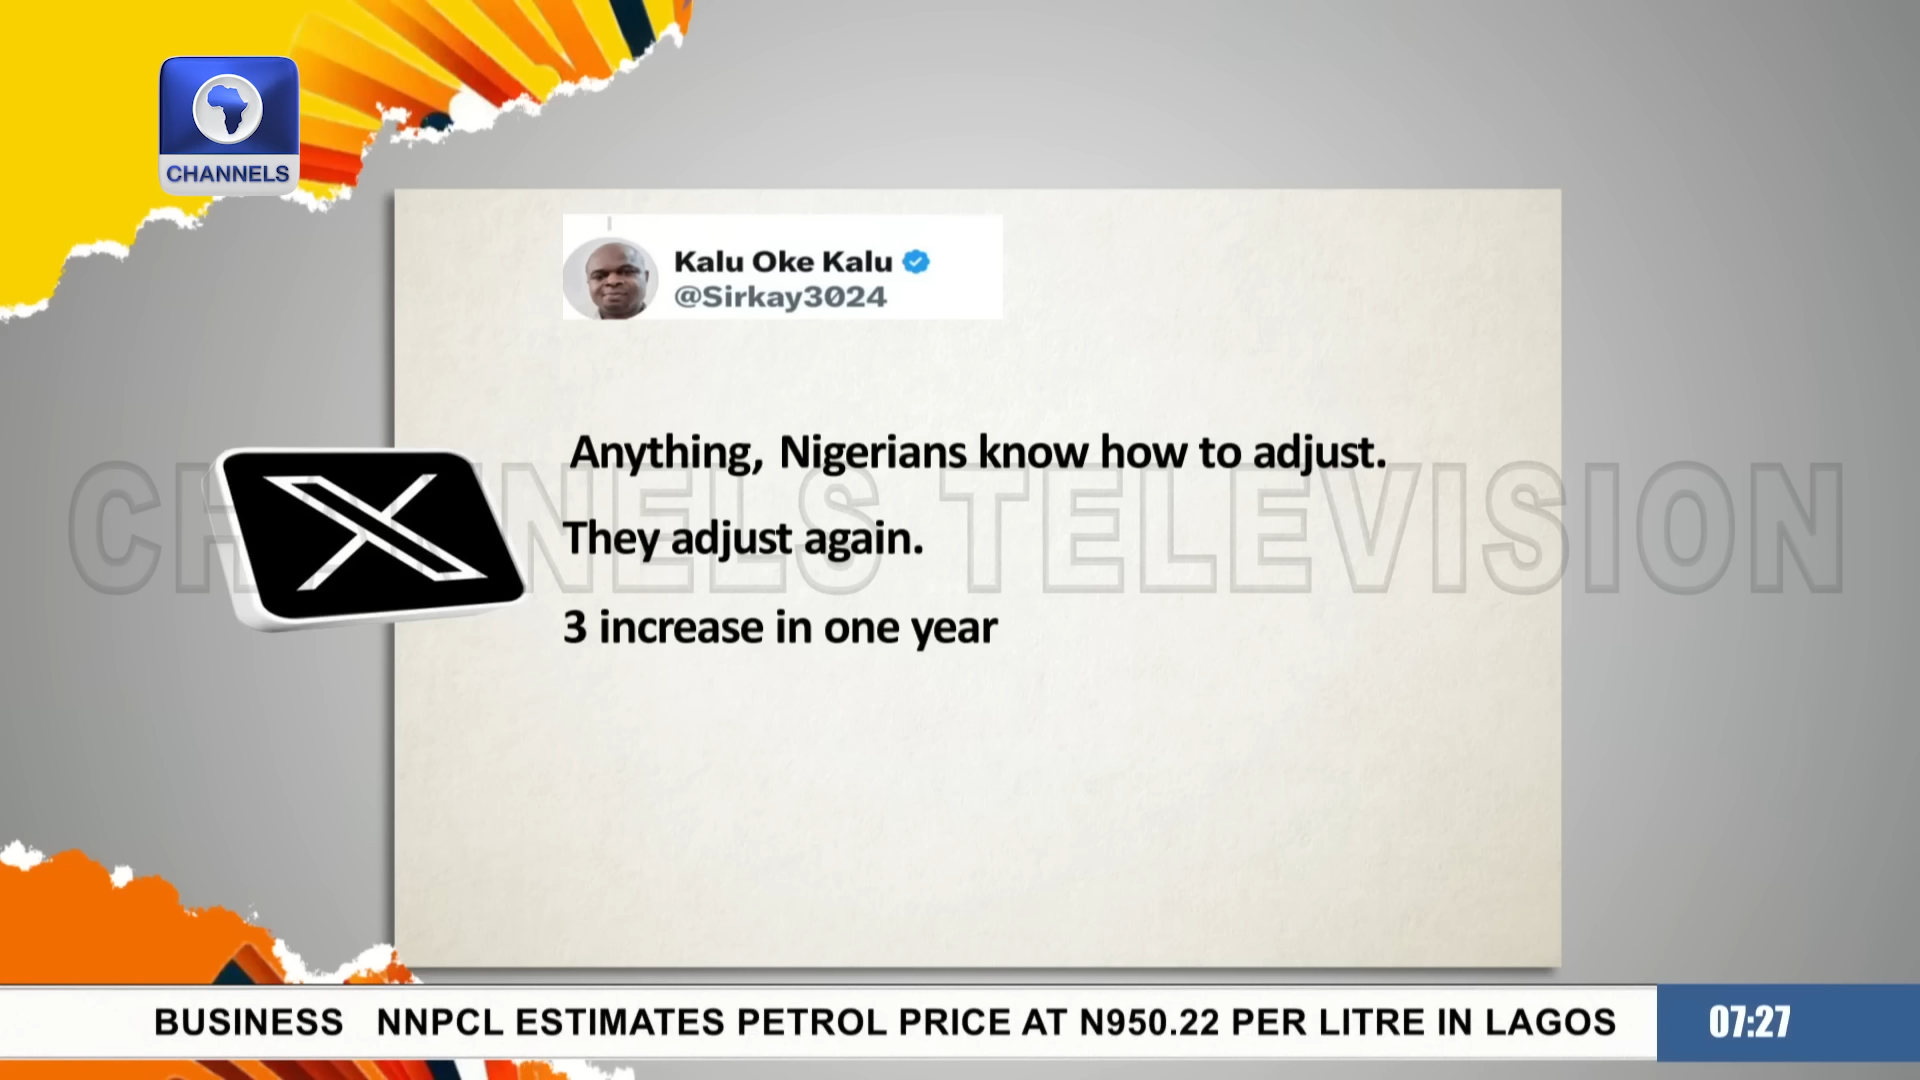 CHANNELS
Kalu Oke Kalu
@Sirkay3024
Anything, Nigerians know how to adjust.
They adjust again.
3 increase in one year
CHANNELS TELEVISION
BUSINESS NNPCL ESTIMATES PETROL PRICE AT N950.22 PER LITRE IN LAGOS
07:27